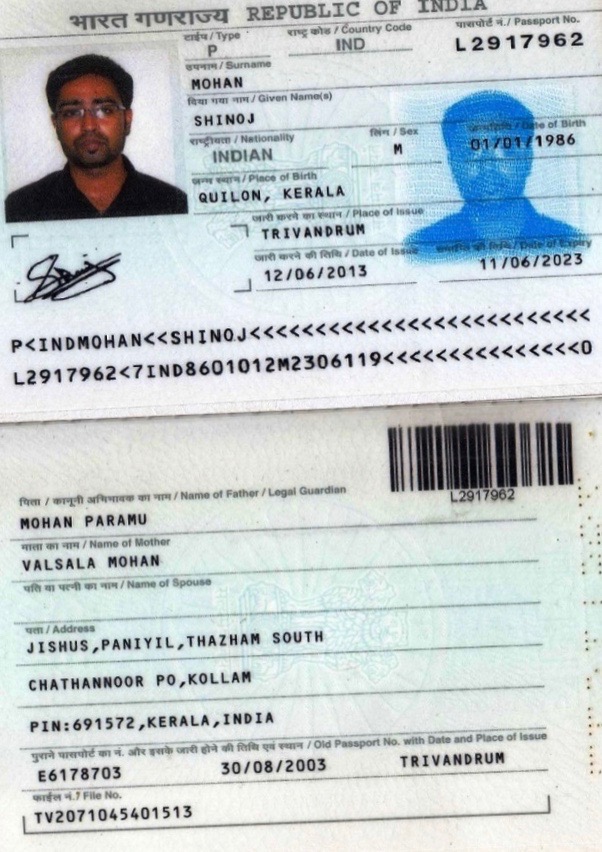 भारत गणराज्य REPUBLIC OF INDIA
टाईप / Type राष्ट्र कोड / Country Code पासपोर्ट नं. / Passport No.
P IND L2917962
उपनाम / Surname
MOHAN
दिया गया नाम / Given Name(s)
SHINOJ
राष्ट्रीयता / Nationality लिंग / Sex जन्मतिथि / Date of Birth
INDIAN M 01/01/1986
जन्म स्थान / Place of Birth
QUILON, KERALA
जारी करने का स्थान / Place of Issue
TRIVANDRUM
जारी करने की तिथि / Date of Issue समाप्ति की तिथि / Date of Expiry
12/06/2013 11/06/2023
P<INDMOHAN<<SHINOJ<<<<<<<<<<<<<<<<<<<<<<<<<<
L2917962<7IND8601012M2306119<<<<<<<<<<<<<<<0
L2917962
पिता / कानूनी अभिभावक का नाम / Name of Father / Legal Guardian
MOHAN PARAMU
माता का नाम / Name of Mother
VALSALA MOHAN
पति या पत्नी का नाम / Name of Spouse
पता / Address
JISHUS,PANIYIL,THAZHAM SOUTH
CHATHANNOOR PO,KOLLAM
PIN:691572,KERALA,INDIA
पुराने पासपोर्ट का नं. और इसके जारी होने की तिथि एवं स्थान / Old Passport No. with Date and Place of Issue
E6178703 30/08/2003 TRIVANDRUM
फाईल नं.? File No.
TV2071045401513